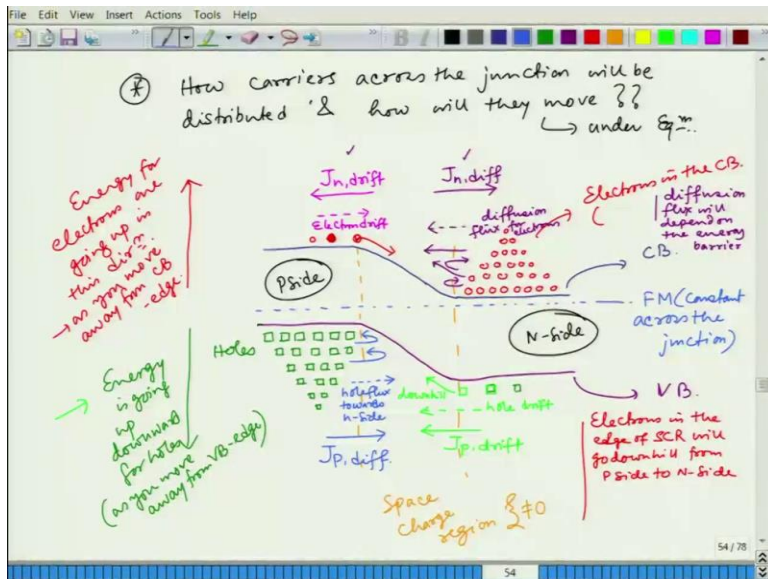 File Edit View Insert Actions Tools Help
* How carriers across the junction will be
distributed & how will they move ??
↳ under Eqᵐ..
Energy for
electrons are
going up in
this dirⁿ
→ as you move
away from CB
-edge.
Jn,drift
Electron drift
Jn,diff
diffusion
flux for
electrons
Electrons in the CB.
diffusion
flux will
depend on
the energy
barrier
CB.
P side
FM (Constant
across the
junction)
N-Side
Holes
Energy
is going
up
downward
for holes
(as you move
away from VB-edge)
hole flux
towards
n-side
Jp, diff.
downhill
hole drift
Jp, drift
VB.
Electrons in the
edge of SCR will
go downhill from
P side to N-Side
Space
charge
region } ξ≠0
54 / 78
54